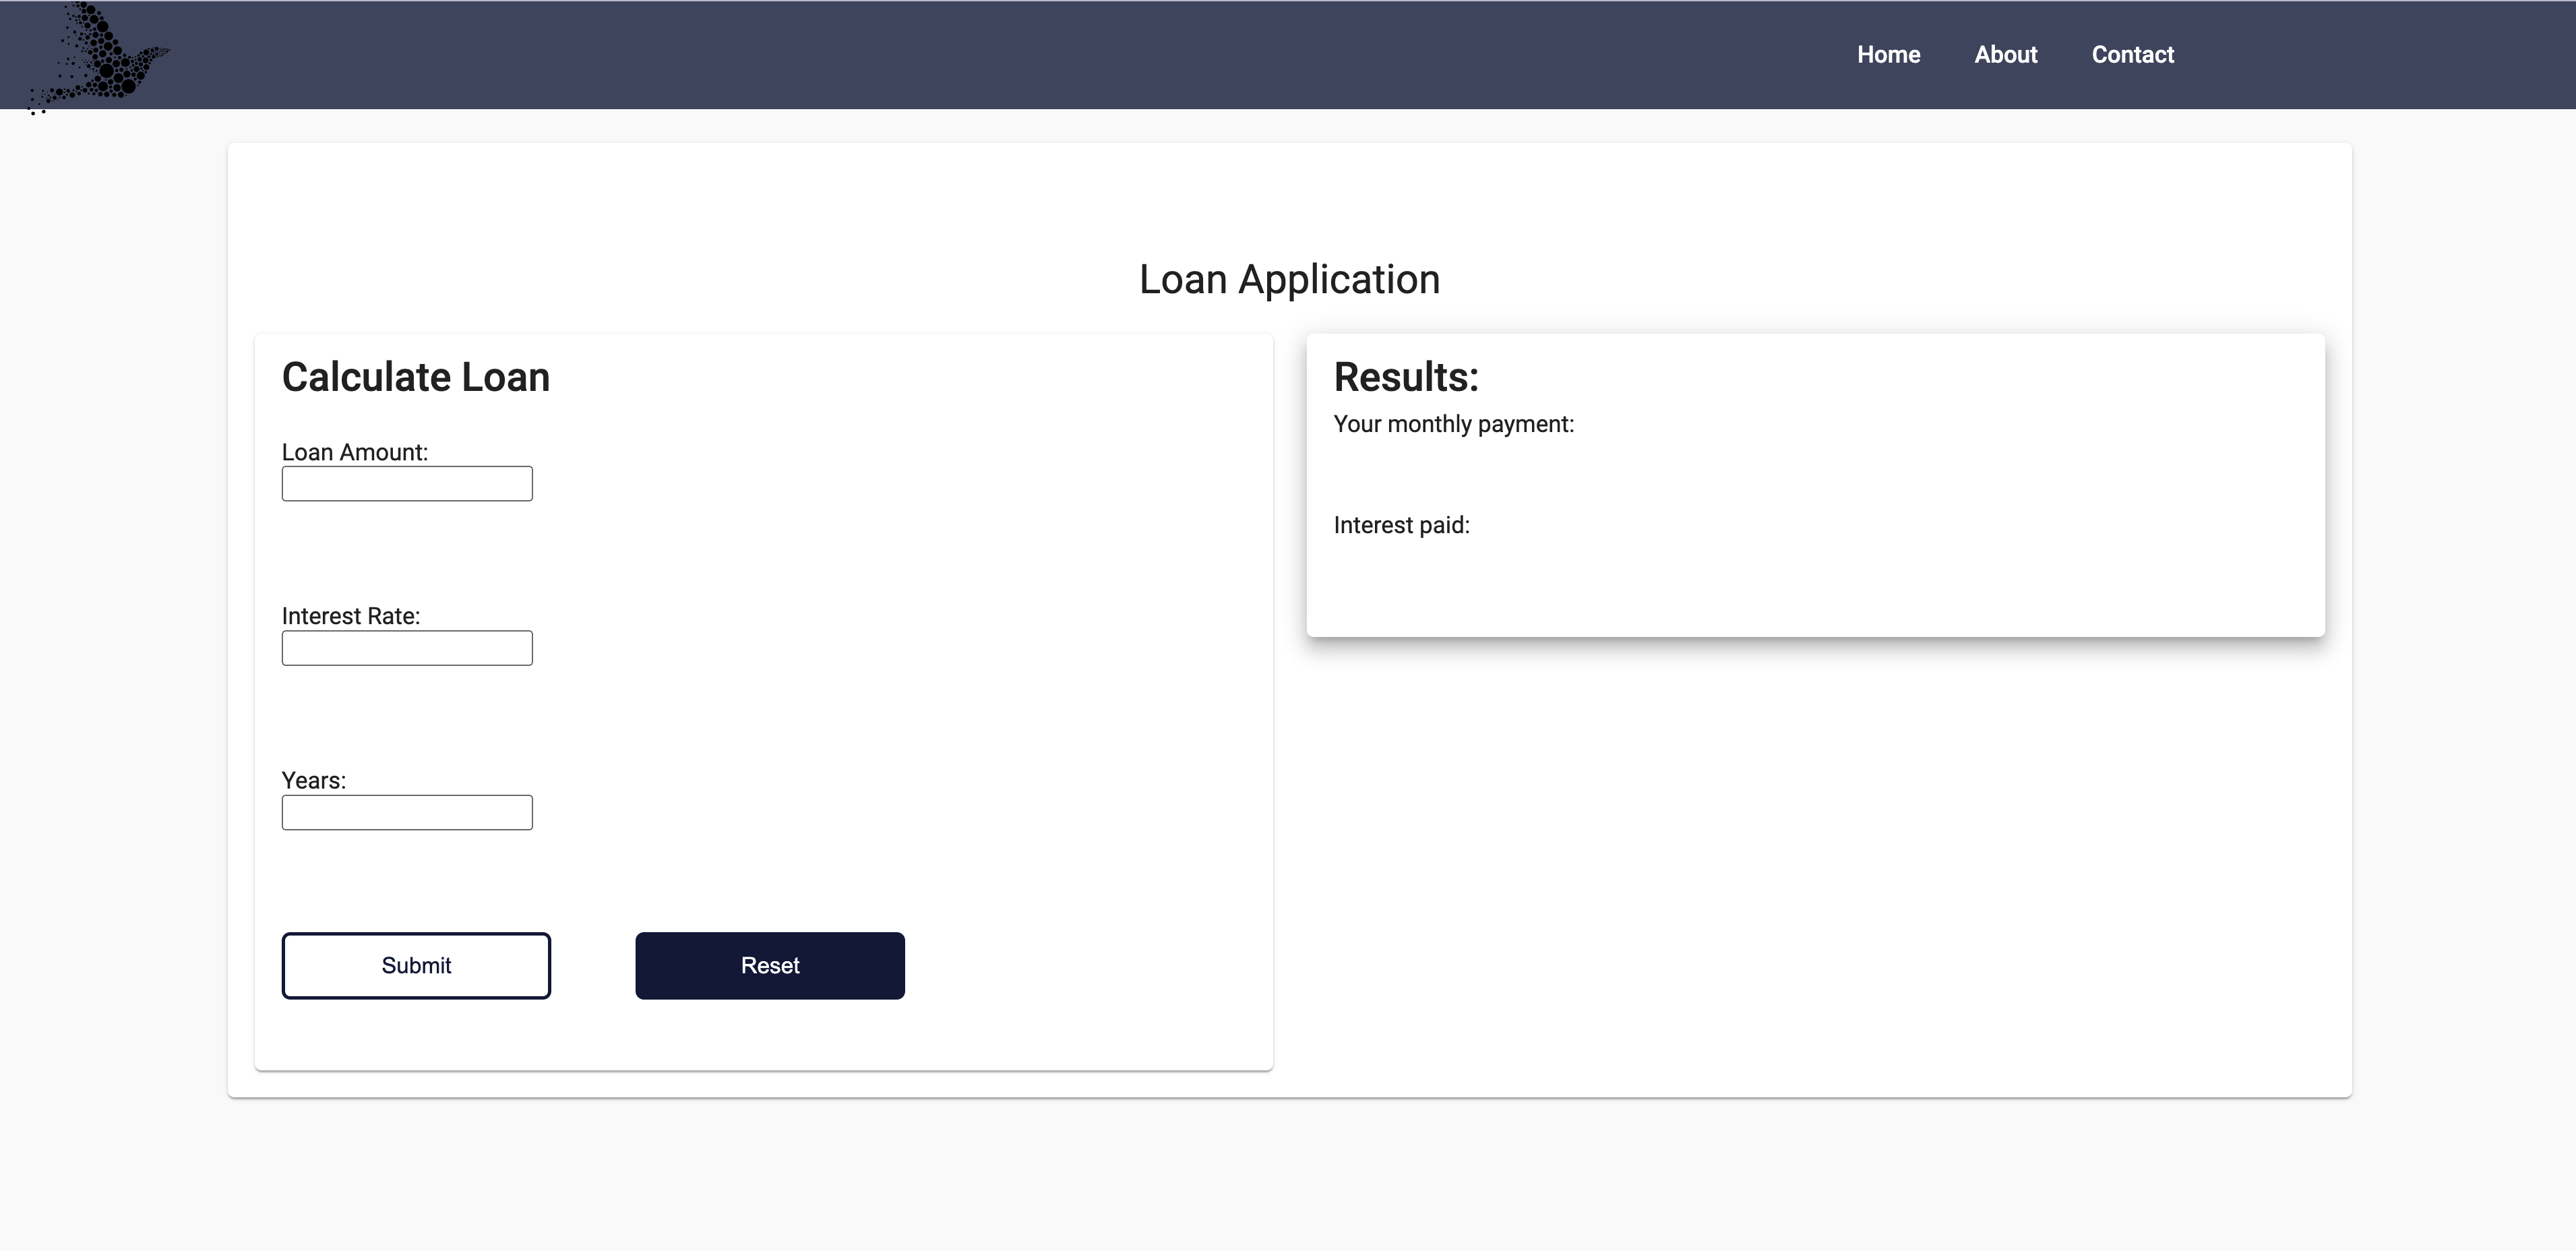 Home About Contact
Loan Application
Calculate Loan
Loan Amount:
Interest Rate:
Years:
Submit Reset
Results:
Your monthly payment:
Interest paid: